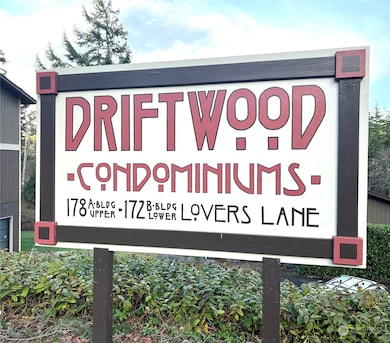 DRIFTWOOD
·CONDOMINIUMS·
178 A·BLDG UPPER - 172 B·BLDG LOWER LOVERS LANE